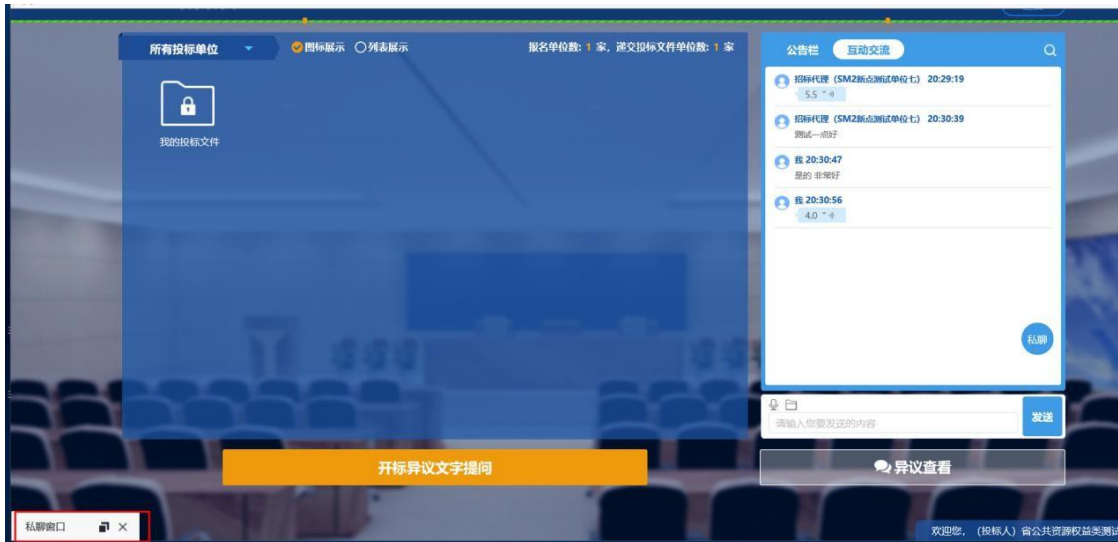 所有投标单位
图标展示 列表展示
报名单位数: 1 家, 递交投标文件单位数: 1 家
我的投标文件
公告栏 互动交流
招标代理（SM2新点测试单位七） 20:29:19
5.5 "
招标代理（SM2新点测试单位七） 20:30:39
测试一点好
我 20:30:47
是的 非常好
我 20:30:56
4.0 "
私聊
请输入您要发送的内容
发送
开标异议文字提问
异议查看
私聊窗口
欢迎您, (投标人) 省公共资源权益类测试